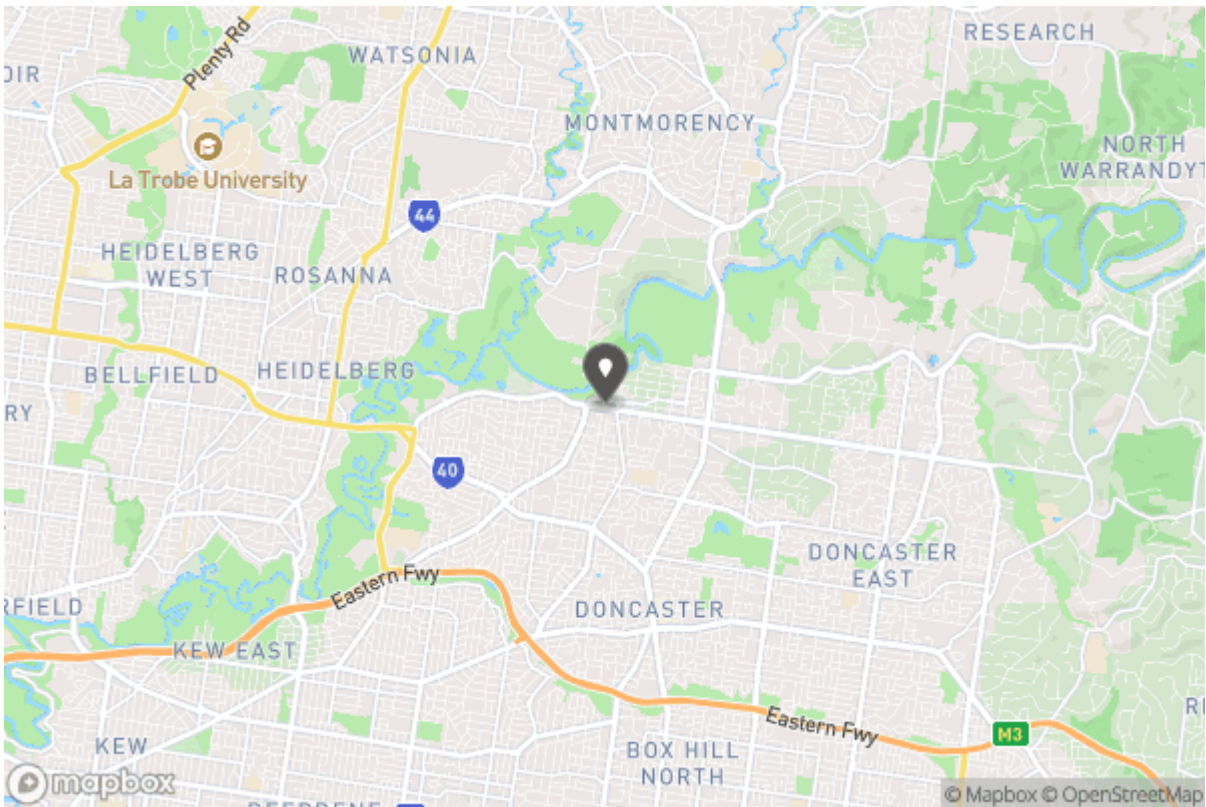 RESEARCH
Plenty Rd
WATSONIA
OIR
MONTMORENCY
NORTH
WARRANDYT
La Trobe University
44
HEIDELBERG
WEST
ROSANNA
BELLFIELD
HEIDELBERG
RY
40
DONCASTER
EAST
Eastern Fwy
RFIELD
DONCASTER
KEW EAST
R
Eastern Fwy
M3
KEW
BOX HILL
NORTH
mapbox
© Mapbox © OpenStreetMap